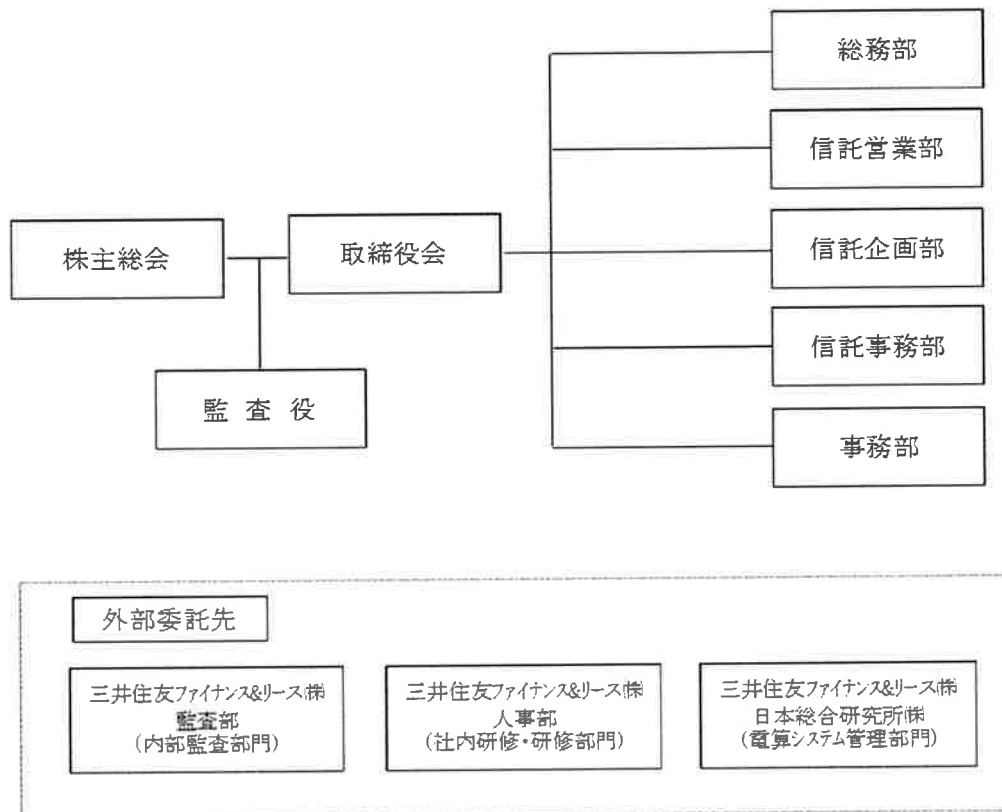 総務部
信託営業部
株主総会
取締役会
信託企画部
信託事務部
監査役
事務部
外部委託先
三井住友ファイナンス&リース㈱
監査部
(内部監査部門)
三井住友ファイナンス&リース㈱
人事部
(社内研修・研修部門)
三井住友ファイナンス&リース㈱
日本総合研究所㈱
(電算システム管理部門)